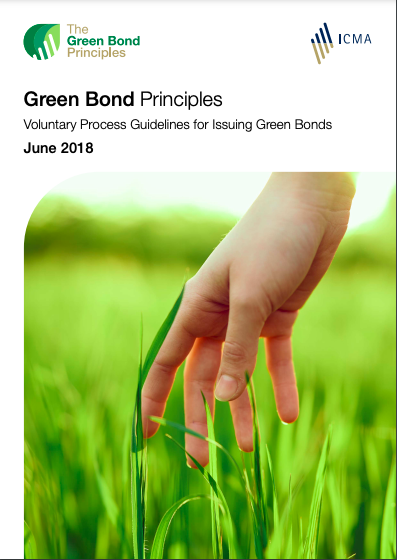 The
Green Bond
Principles
ICMA
Green Bond Principles
Voluntary Process Guidelines for Issuing Green Bonds
June 2018